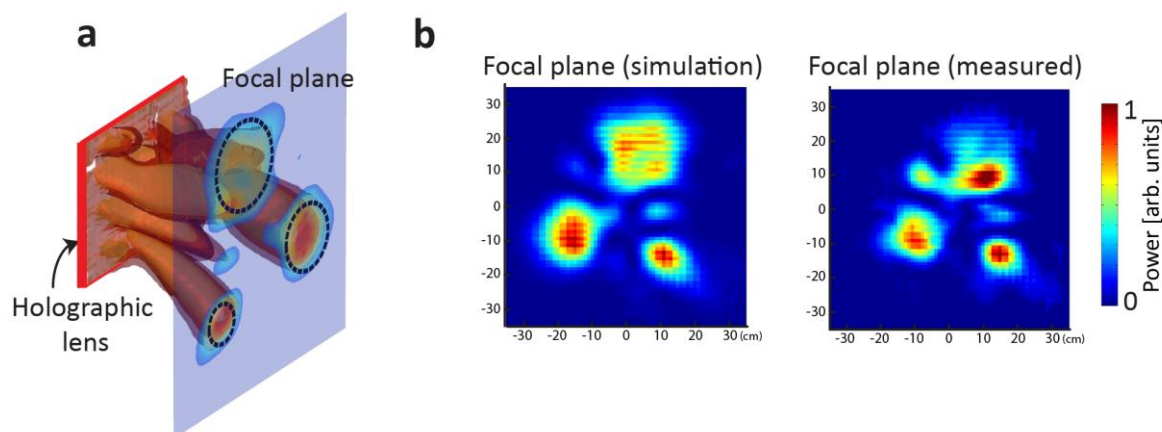 a
Focal plane
Holographic
lens
b
Focal plane (simulation)
30
20
10
0
-10
-20
-30
-30 -20 -10 0 10 20 30 (cm)
Focal plane (measured)
30
20
10
0
-10
-20
-30
-30 -20 -10 0 10 20 30 (cm)
1
0
Power [arb. units]